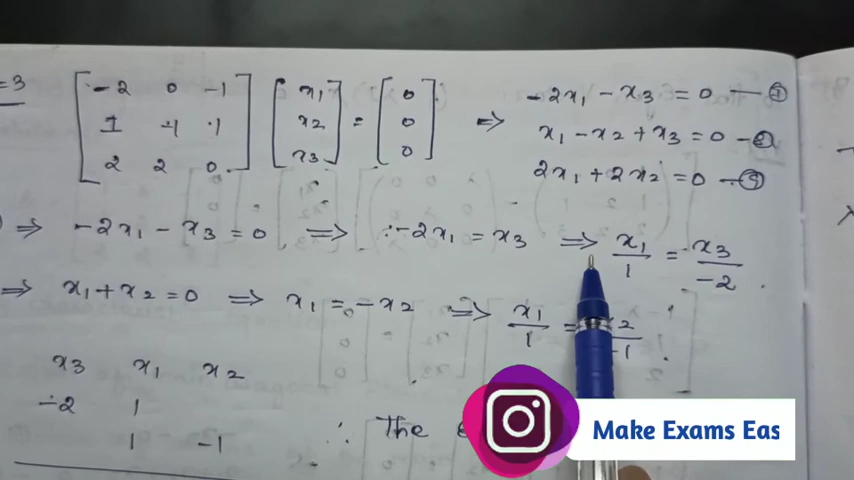 =3 [-2 0 -1; 1 -1 1; 2 2 0] [x1; x2; x3] = [0; 0; 0] ⇒
-2x1 - x3 = 0 —①
x1 - x2 + x3 = 0 —②
2x1 + 2x2 = 0 —
⇒ -2x1 - x3 = 0 ⇒ ∴ -2x1 = x3 ⇒ x1/1 = x3/-2 .
⇒ x1 + x2 = 0 ⇒ x1 = -x2 ⇒ x1/1 = x2/-1 .
x3 x1 x2
-2 1
1 -1
∴ The
Make Exams Eas